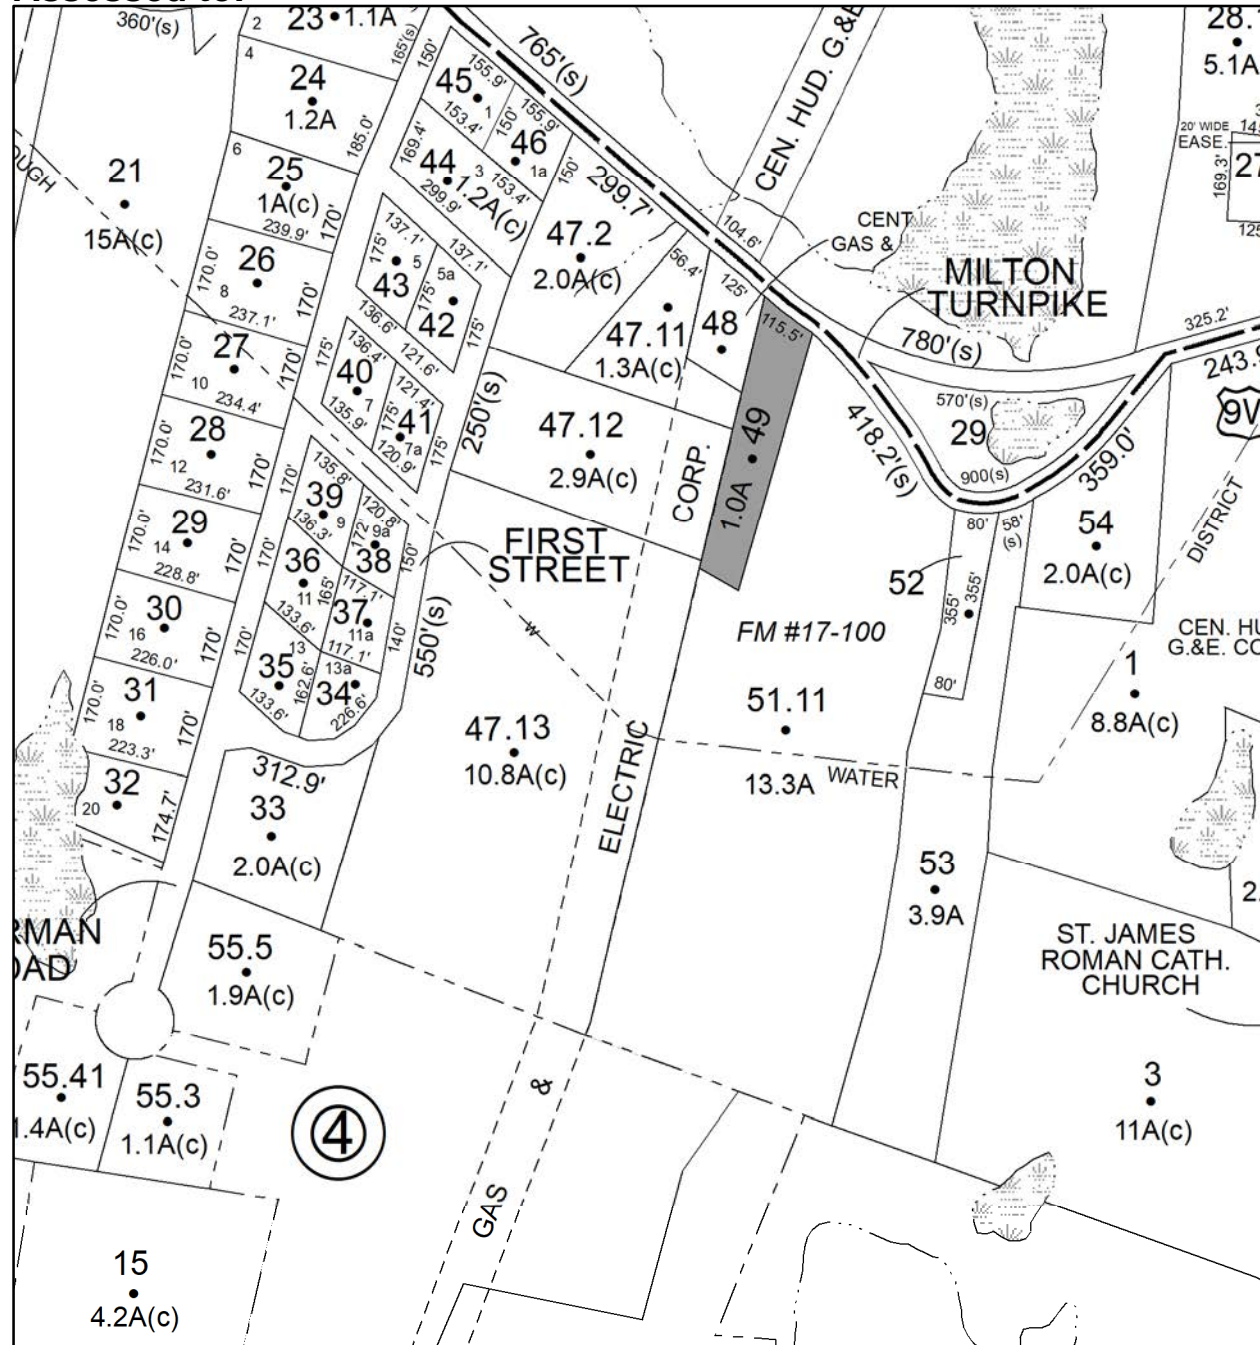 360'(s)
2
23
1.1A
165'(s)
4
24
1.2A
185.0'
150'
45
155.9'
1
153.4'
150'
155.9'
46
1a
765'(s)
CEN. HUD. G.&E
28.
5.1A
20' WIDE
EASE.
27
169.3'
125
21
15A(c)
6
25
1A(c)
239.9'
170'
169.4'
44
3
1.2A(c)
153.4'
299.9'
150'
299.7'
47.2
2.0A(c)
104.6'
CENT
GAS &
MILTON
TURNPIKE
26
170.0'
8
237.1'
170'
137.1'
175'
5
43
137.1'
5a
175'
42
175'
136.6'
121.6'
56.4'
47.11
1.3A(c)
125'
48
115.5'
780'(s)
325.2'
243.
9W
27
170.0'
10
234.4'
170'
175'
136.4'
40
7
135.9'
121.4'
175'
41
7a
120.9'
175'
250'(s)
47.12
2.9A(c)
CORP.
49
1.0A
418.2'(s)
570'(s)
29
900(s)
359.0'
28
170.0'
12
231.6'
170'
170'
135.8'
39
9
136.3'
120.8'
172'
9a
38
150'
FIRST
STREET
80'
58'
(s)
54
2.0A(c)
DISTRICT
29
170.0'
14
228.8'
170'
170'
36
11
133.6'
165'
117.1'
37
11a
117.1'
140'
550'(s)
52
355'
355'
80'
FM #17-100
CEN. HU
G.&E. CO
1
8.8A(c)
30
170.0'
16
226.0'
170'
170'
35
13
133.6'
162.6'
13a
34
226.6'
51.11
13.3A
WATER
W
31
170.0'
18
223.3'
170'
47.13
10.8A(c)
ELECTRIC
32
20
174.7'
312.9'
33
2.0A(c)
53
3.9A
2.
ST. JAMES
ROMAN CATH.
CHURCH
55.5
1.9A(c)
55.41
1.4A(c)
55.3
1.1A(c)
4
&
GAS
3
11A(c)
15
4.2A(c)